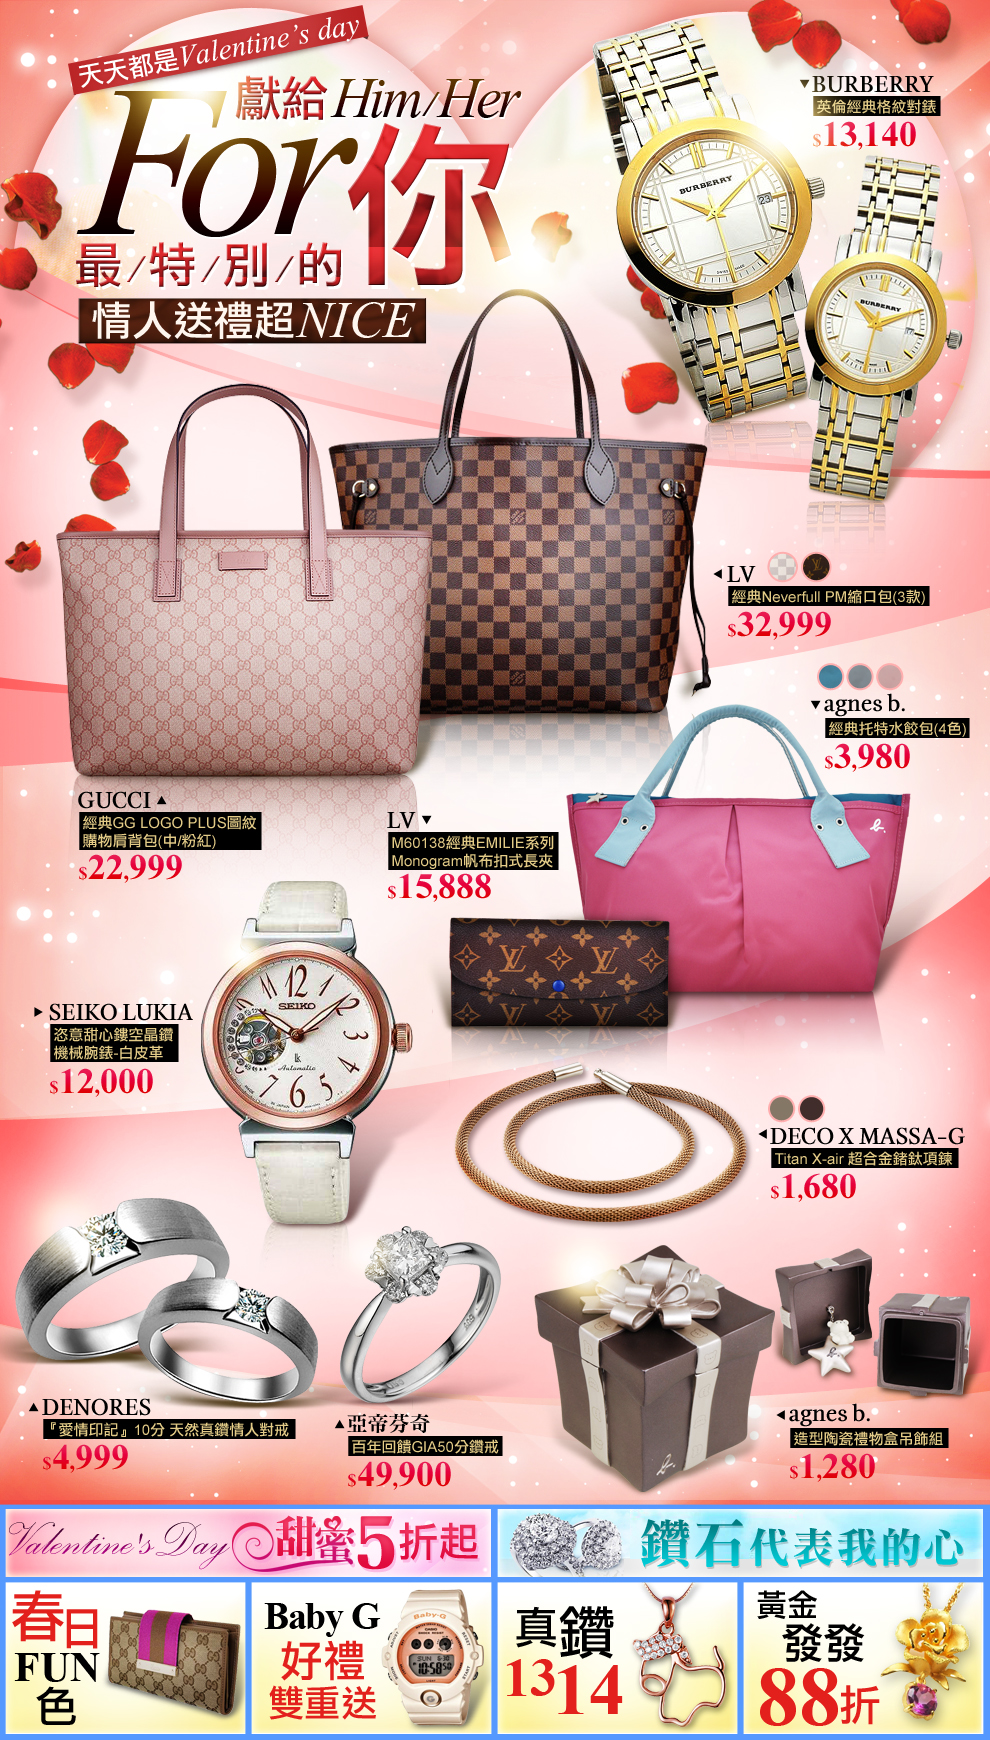 天天都是Valentine's day
獻給Him/Her
For你
最/特/別/的
情人送禮超NICE
BURBERRY
英倫經典格紋對錶
$13,140
BURBERRY
23
BURBERRY
LV
經典Neverfull PM縮口包(3款)
$32,999
agnes b.
經典托特水餃包(4色)
$3,980
b.
GUCCI
經典GG LOGO PLUS圖紋
購物肩背包(中/粉紅)
$22,999
LV
M60138經典EMILIE系列
Monogram帆布扣式長夾
$15,888
SEIKO LUKIA
恣意甜心鏤空晶鑽
機械腕錶-白皮革
$12,000
SEIKO
Automatic
DECO X MASSA-G
Titan X-air 超合金鍺鈦項鍊
$1,680
DENORES
『愛情印記』10分 天然真鑽情人對戒
$4,999
亞帝芬奇
百年回饋GIA50分鑽戒
$49,900
agnes b.
造型陶瓷禮物盒吊飾組
$1,280
Valentine's Day 甜蜜5折起
鑽石代表我的心
春日
FUN
色
Baby G
好禮
雙重送
Baby-G
真鑽
1314
黃金
發發
88折